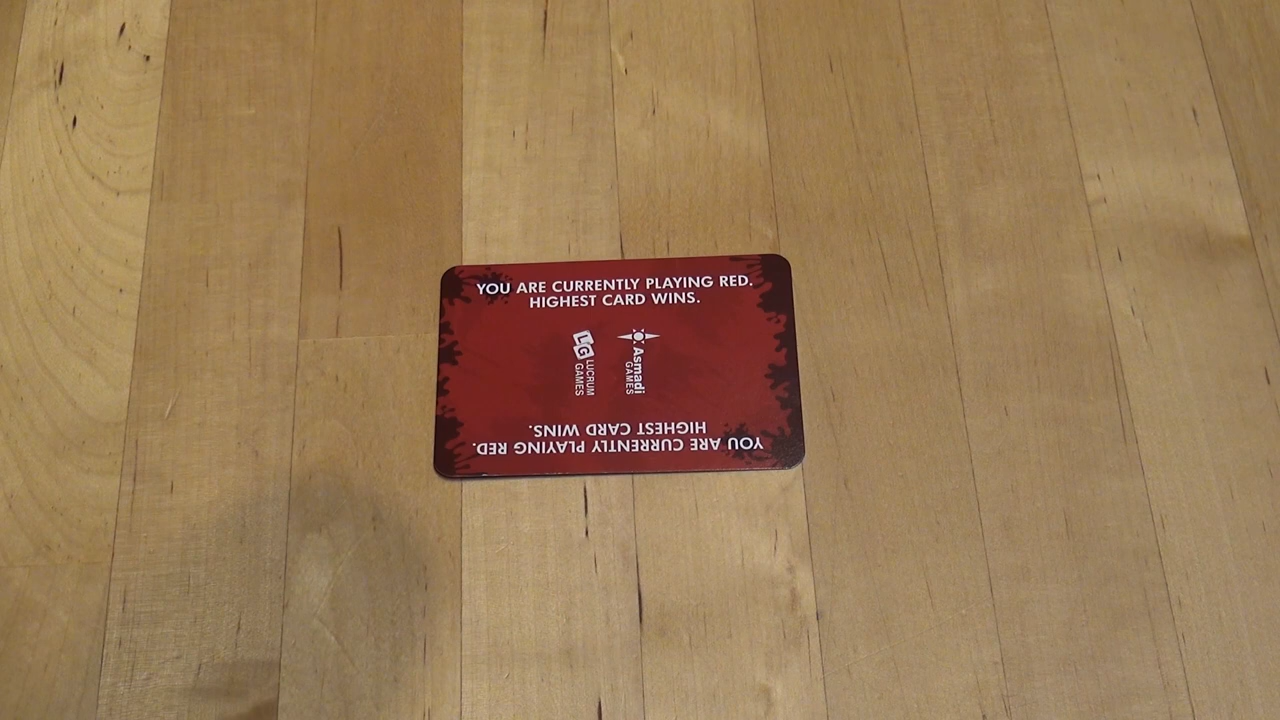 YOU ARE CURRENTLY PLAYING RED.
HIGHEST CARD WINS.
LG
LUCRUM
GAMES
Asmadi
GAMES
YOU ARE CURRENTLY PLAYING RED.
HIGHEST CARD WINS.